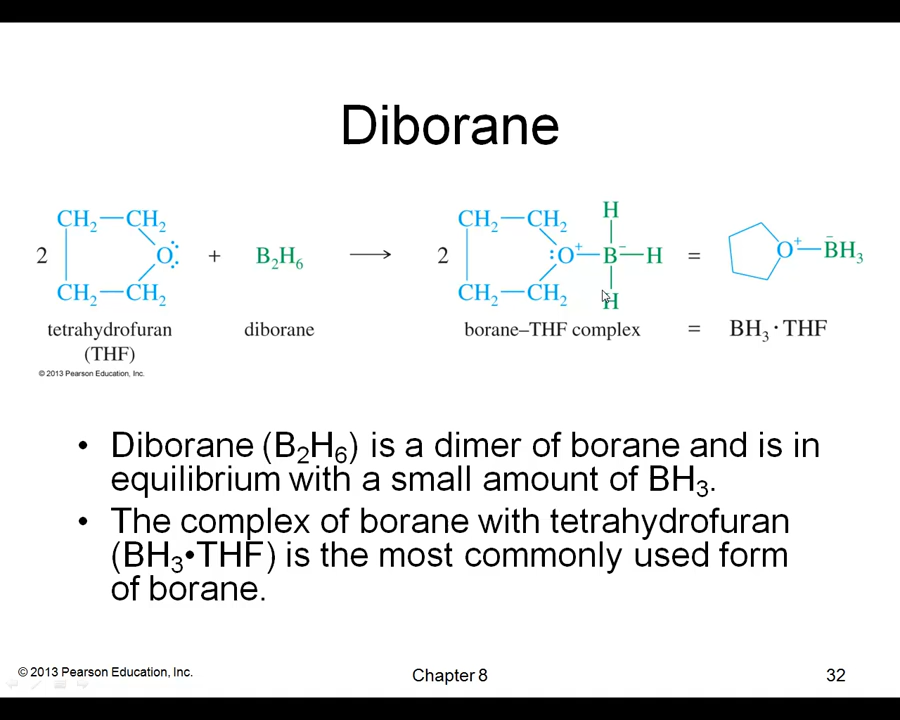 Diborane
CH₂—CH₂ CH₂—CH₂ H
2 O: + B₂H₆ ⟶ 2 :O⁺—B⁻—H = O⁺—B̄H₃
CH₂—CH₂ CH₂—CH₂ H
tetrahydrofuran diborane borane–THF complex = BH₃ · THF
(THF)
© 2013 Pearson Education, Inc.
• Diborane (B₂H₆) is a dimer of borane and is in
equilibrium with a small amount of BH₃.
• The complex of borane with tetrahydrofuran
(BH₃•THF) is the most commonly used form
of borane.
© 2013 Pearson Education, Inc. Chapter 8 32